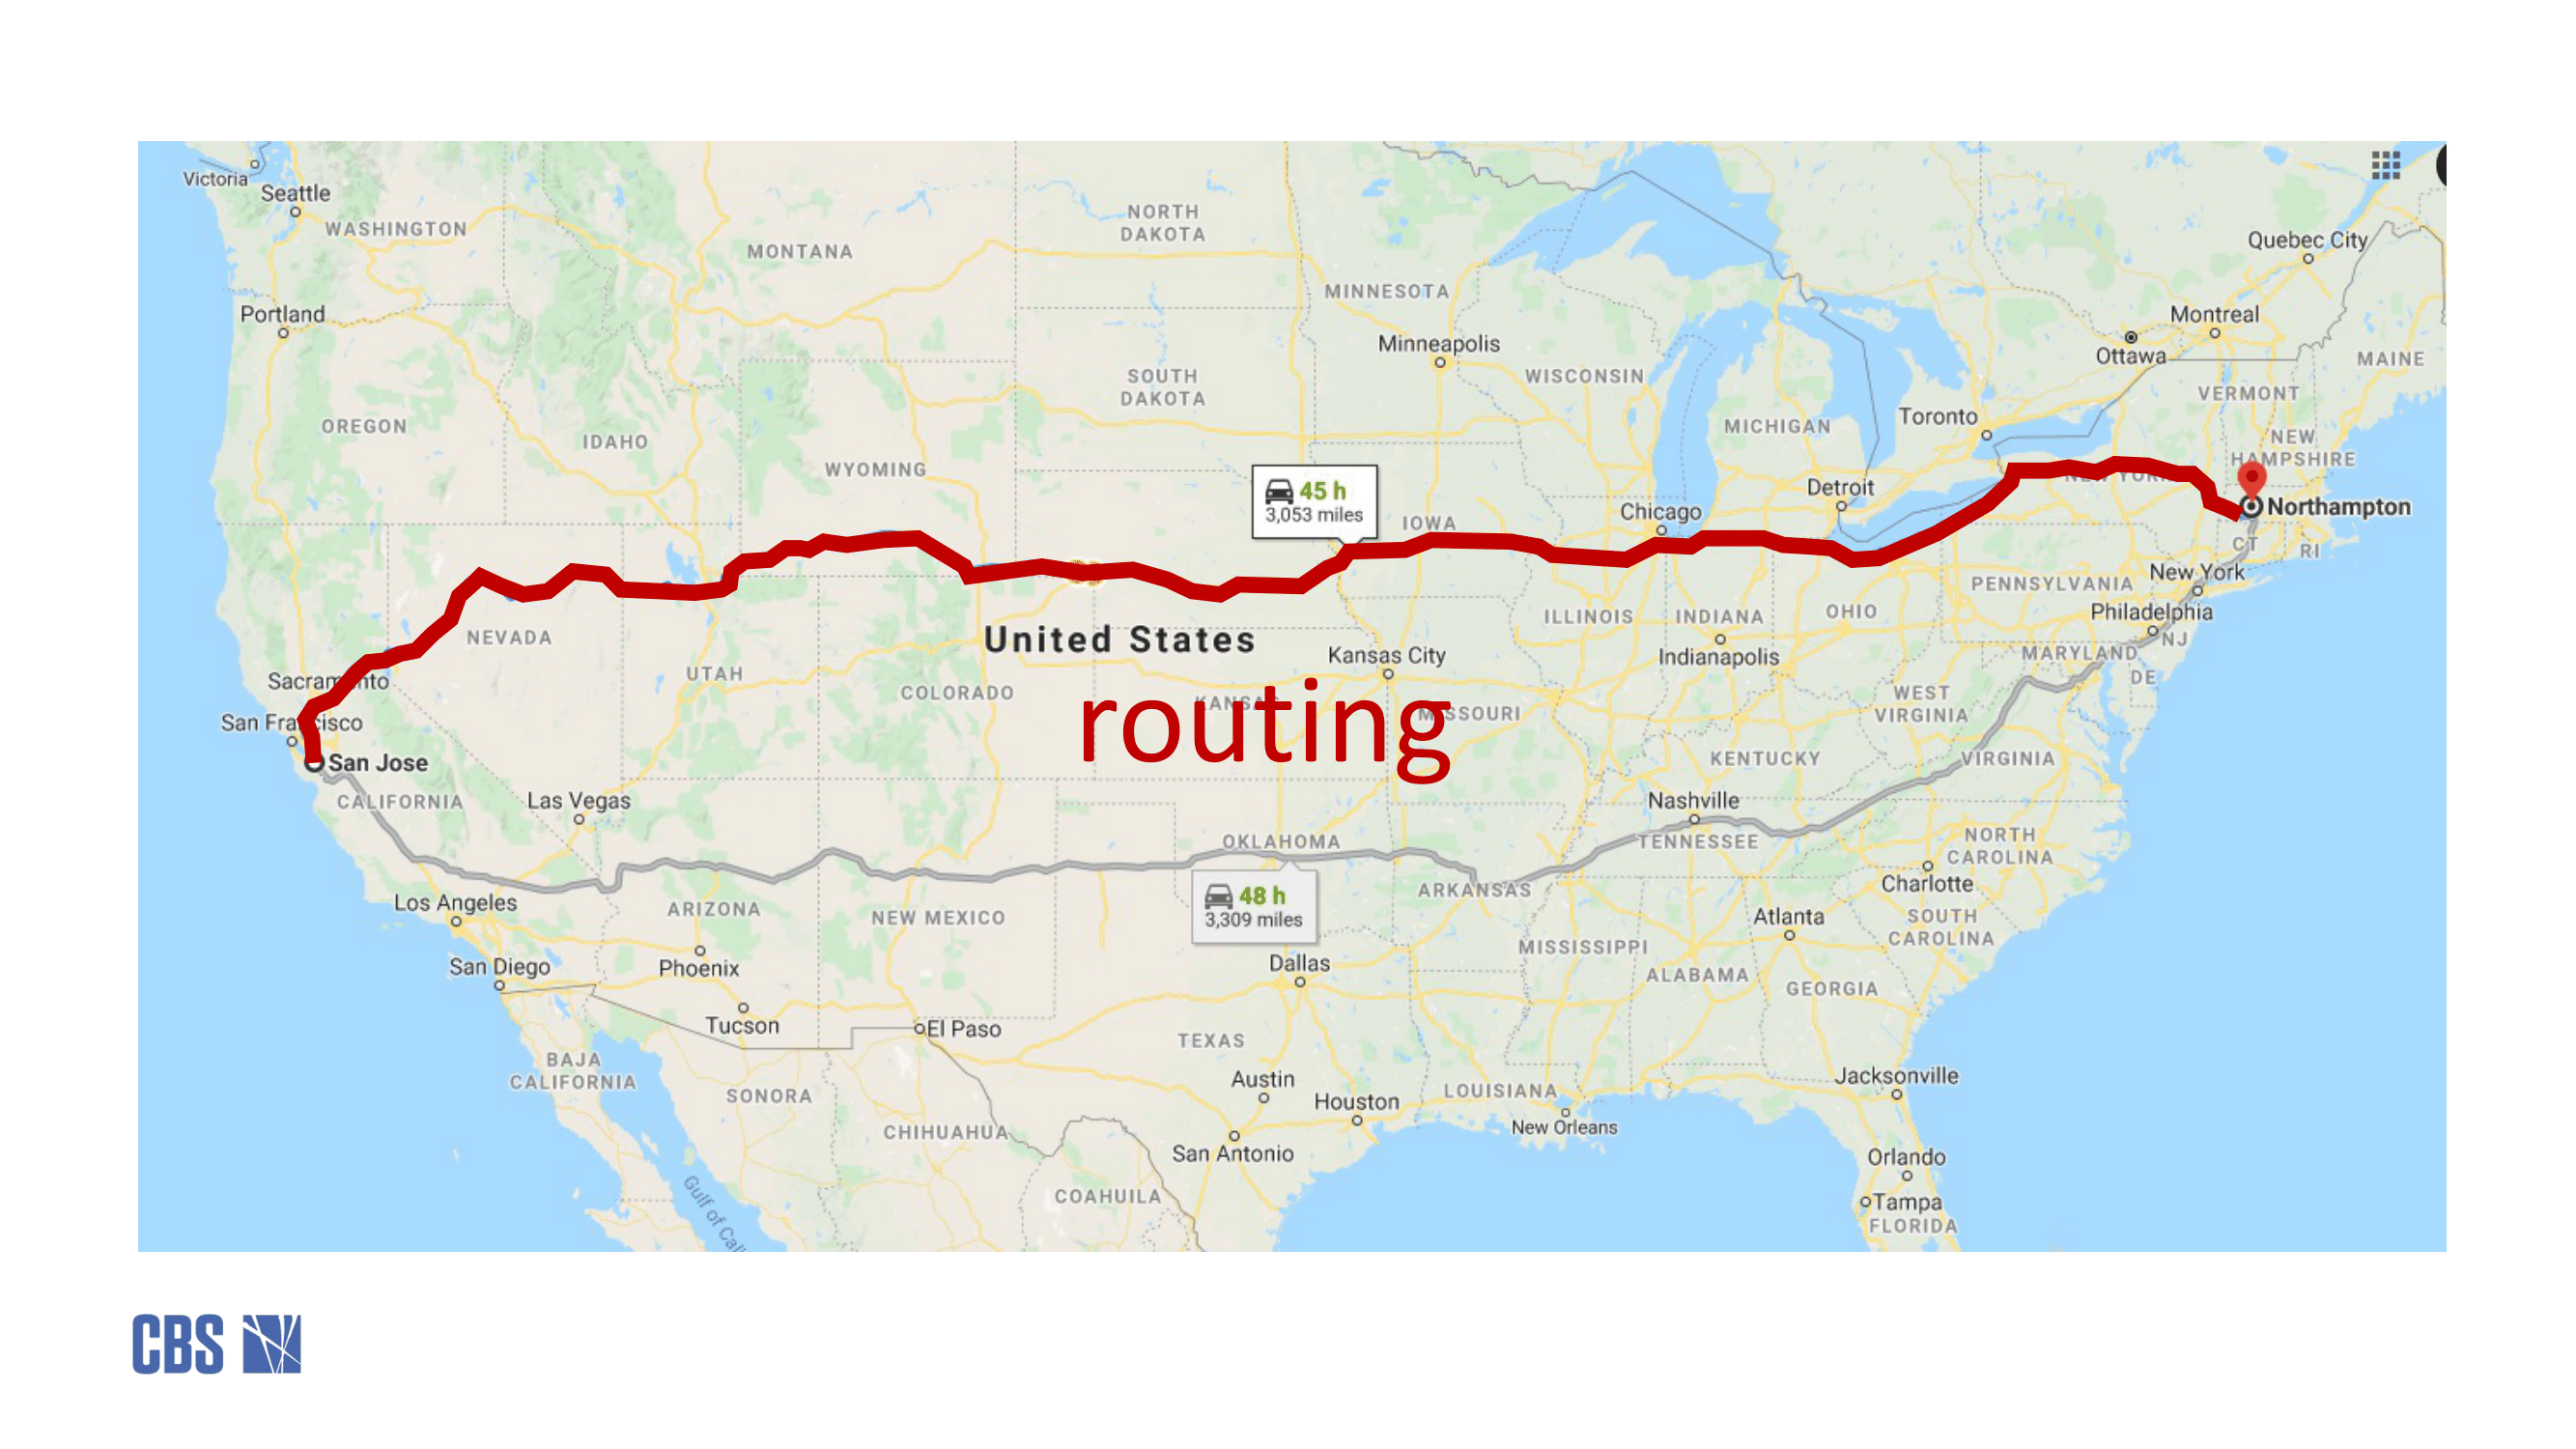 Victoria
Seattle
WASHINGTON
NORTH
DAKOTA
MONTANA
Quebec City
MINNESOTA
Portland
Montreal
Minneapolis
Ottawa
MAINE
SOUTH
DAKOTA
WISCONSIN
VERMONT
OREGON
IDAHO
MICHIGAN
Toronto
NEW
HAMPSHIRE
WYOMING
NEW YORK
45 h
3,053 miles
Detroit
Northampton
Chicago
IOWA
CT
RI
New York
PENNSYLVANIA
Philadelphia
NJ
ILLINOIS
INDIANA
OHIO
NEVADA
United States
Kansas City
Indianapolis
MARYLAND
DE
UTAH
Sacramento
COLORADO
KANSAS
MISSOURI
WEST
VIRGINIA
San Francisco
routing
San Jose
KENTUCKY
VIRGINIA
CALIFORNIA
Las Vegas
Nashville
OKLAHOMA
TENNESSEE
NORTH
CAROLINA
48 h
3,309 miles
ARKANSAS
Charlotte
Los Angeles
ARIZONA
NEW MEXICO
Atlanta
SOUTH
CAROLINA
MISSISSIPPI
San Diego
Phoenix
Dallas
ALABAMA
GEORGIA
Tucson
El Paso
TEXAS
BAJA
CALIFORNIA
SONORA
Austin
Houston
LOUISIANA
Jacksonville
New Orleans
CHIHUAHUA
San Antonio
Orlando
COAHUILA
Tampa
FLORIDA
Gulf of Cali
CBS